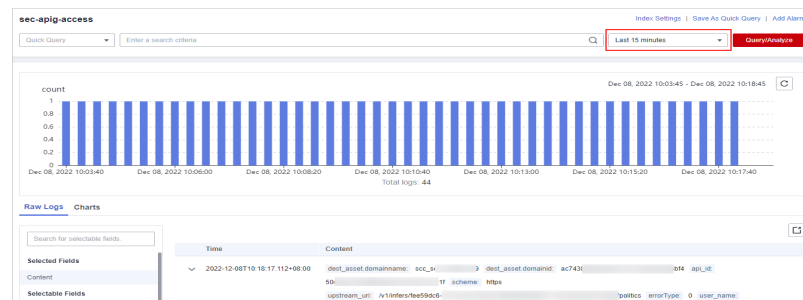 sec-apig-access
Index Settings | Save As Quick Query | Add Alarm
Quick Query Enter a search criteria Last 15 minutes Query/Analyze
Dec 08, 2022 10:03:45 - Dec 08, 2022 10:18:45
count
1
0.8
0.6
0.4
0.2
0
Dec 08, 2022 10:03:40 Dec 08, 2022 10:06:00 Dec 08, 2022 10:08:20 Dec 08, 2022 10:10:40 Dec 08, 2022 10:13:00 Dec 08, 2022 10:15:20 Dec 08, 2022 10:17:40
Total logs: 44
Raw Logs Charts
Search for selectable fields.
Time Content
Selected Fields
2022-12-08T10:18:17.112+08:00 dest_asset.domainname: scc_s 9 dest_asset.domainid: ac743 bf4 api_id:
Content
50 1f scheme: https
Selectable Fields
upstream_uri: /v1/infers/fee59dc6- /politics errorType: 0 user_name: